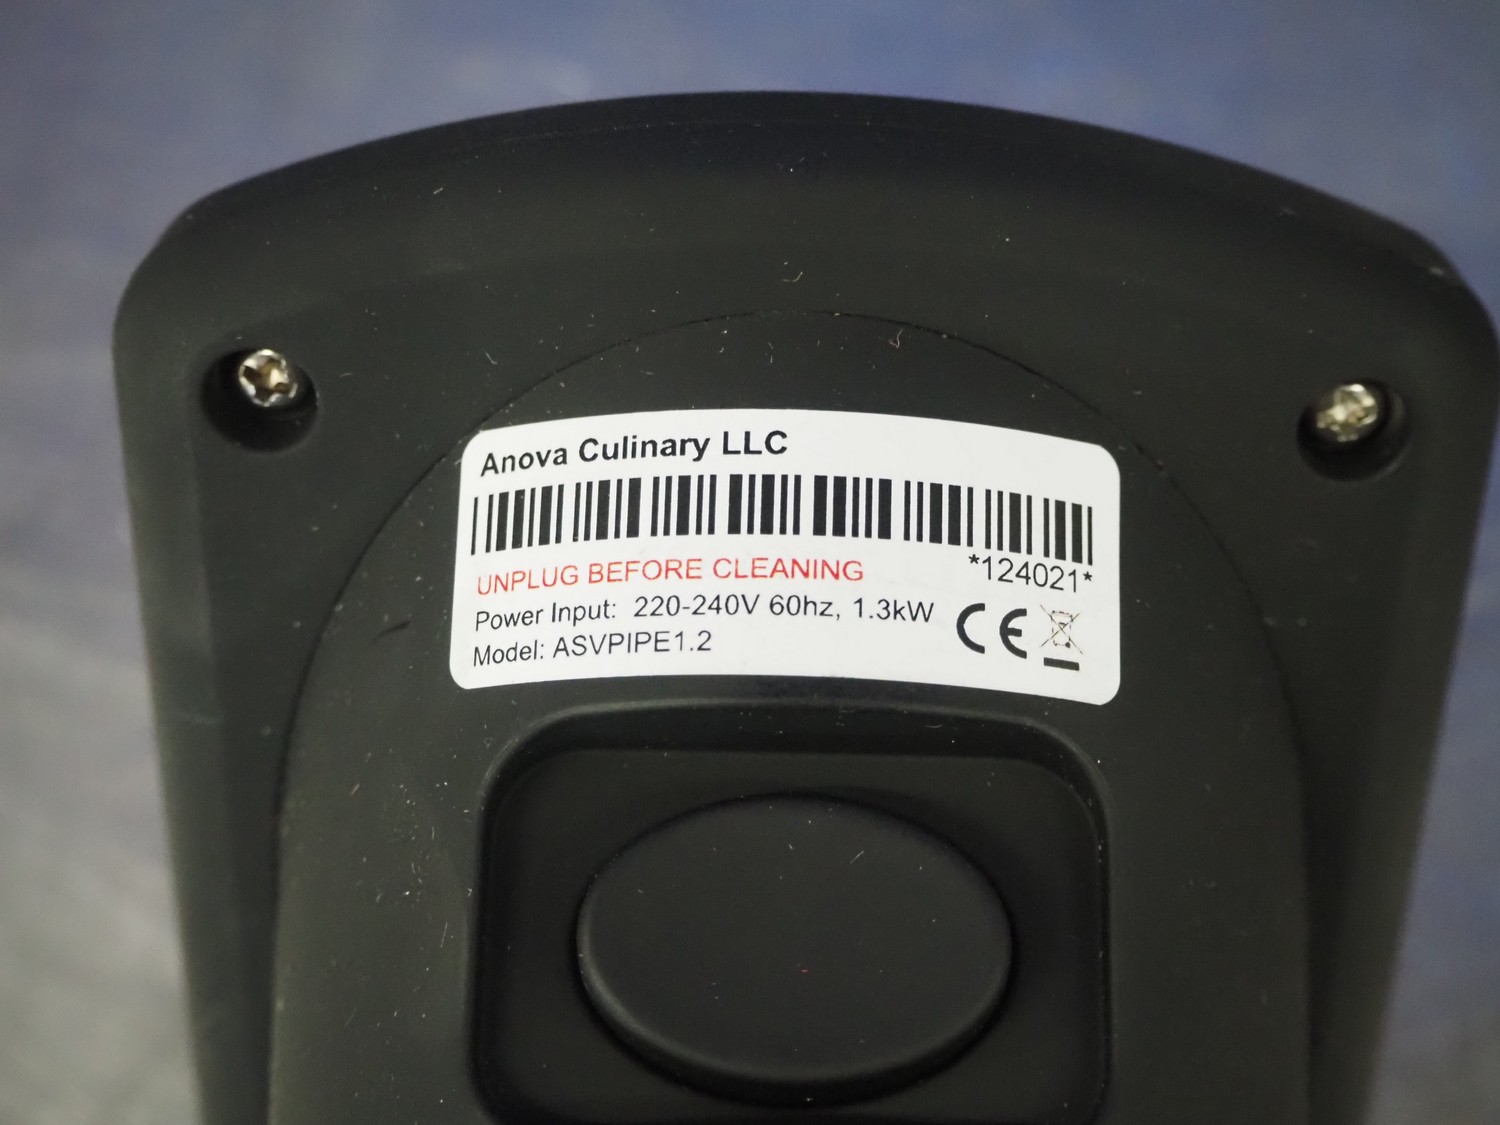 Anova Culinary LLC
*124021*
UNPLUG BEFORE CLEANING
Power Input: 220-240V 60hz, 1.3kW
Model: ASVPIPE1.2
CE